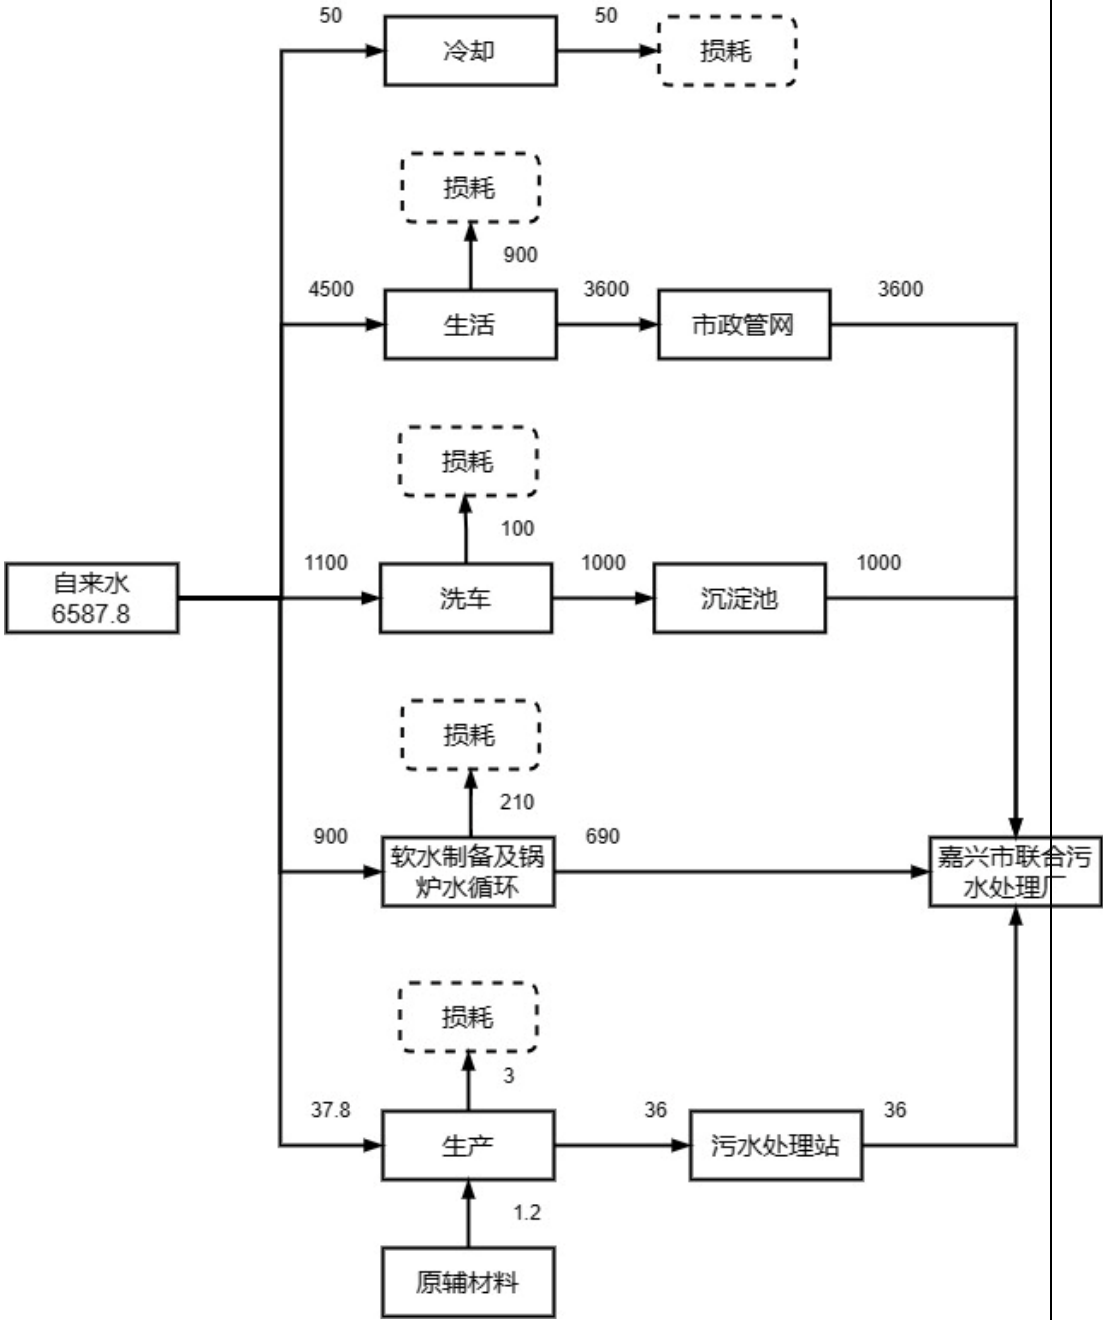 50
50
冷却
损耗
损耗
900
4500
3600
3600
生活
市政管网
损耗
100
1100
1000
1000
自来水
6587.8
洗车
沉淀池
损耗
210
900
690
软水制备及锅
炉水循环
嘉兴市联合污
水处理厂
损耗
3
37.8
36
36
生产
污水处理站
1.2
原辅材料